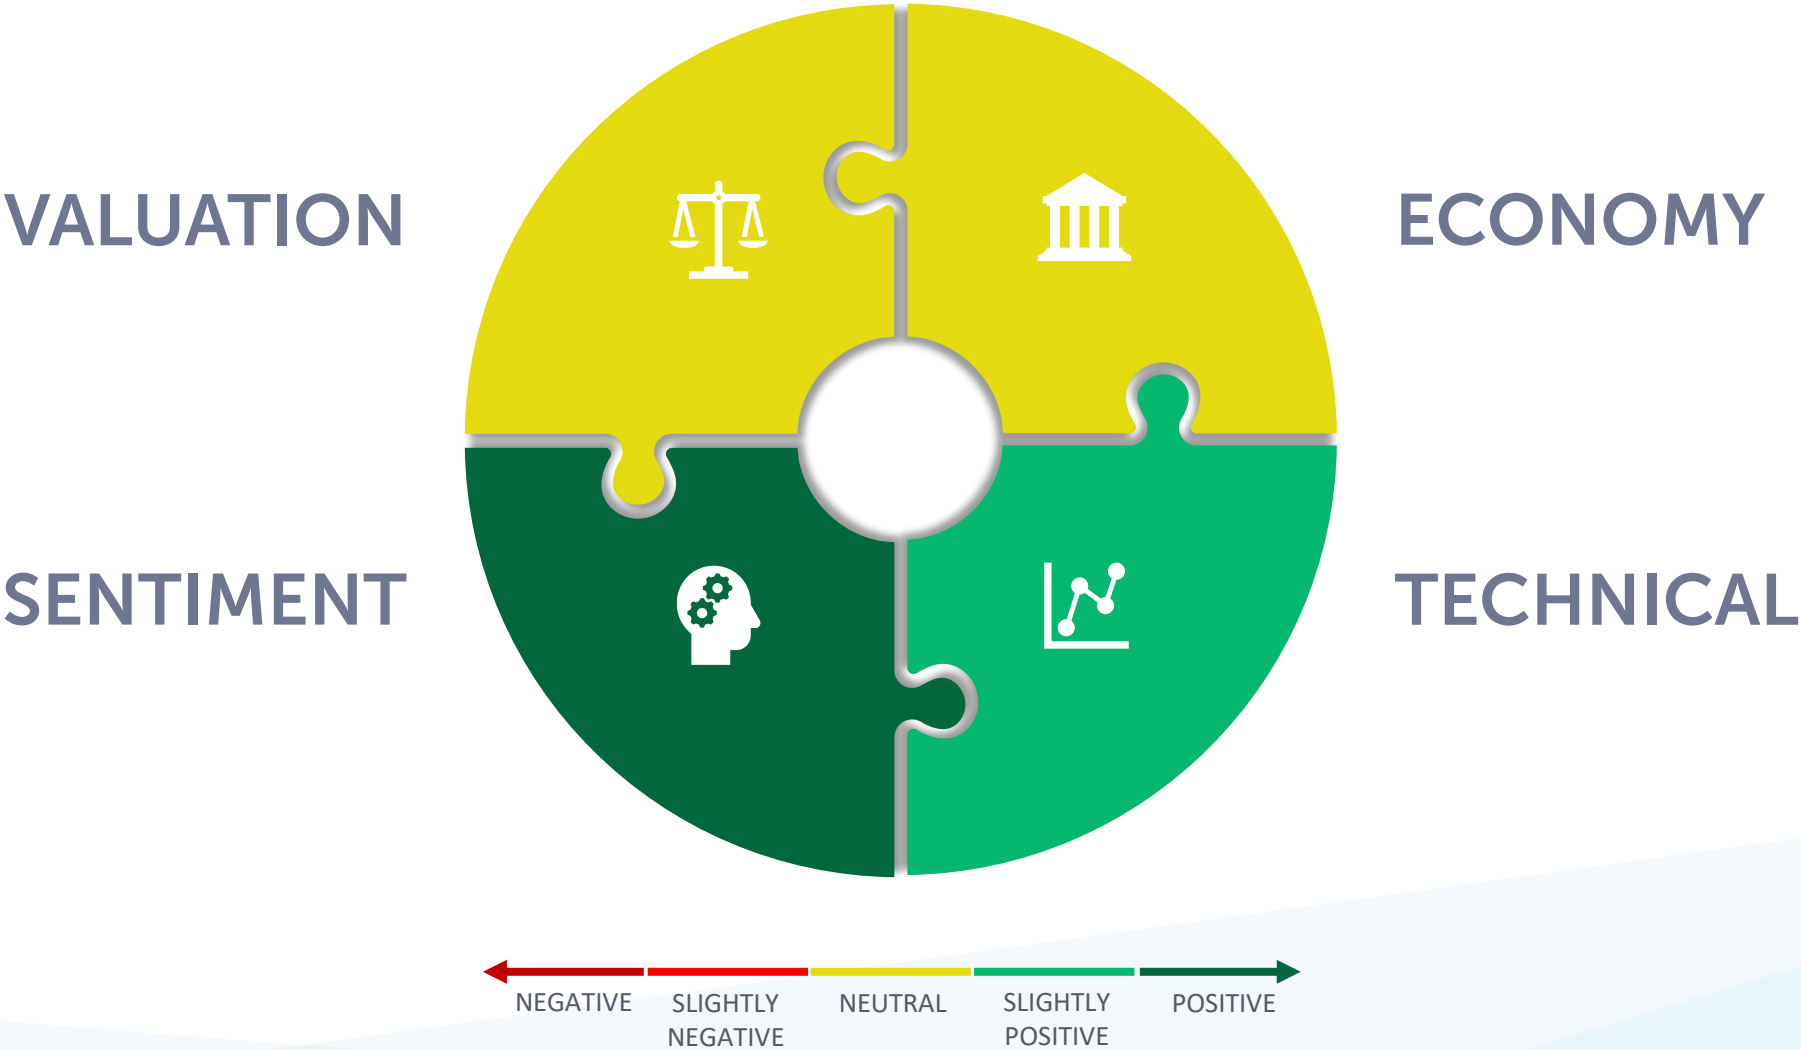 VALUATION
ECONOMY
SENTIMENT
TECHNICAL
NEGATIVE
SLIGHTLY
NEGATIVE
NEUTRAL
SLIGHTLY
POSITIVE
POSITIVE